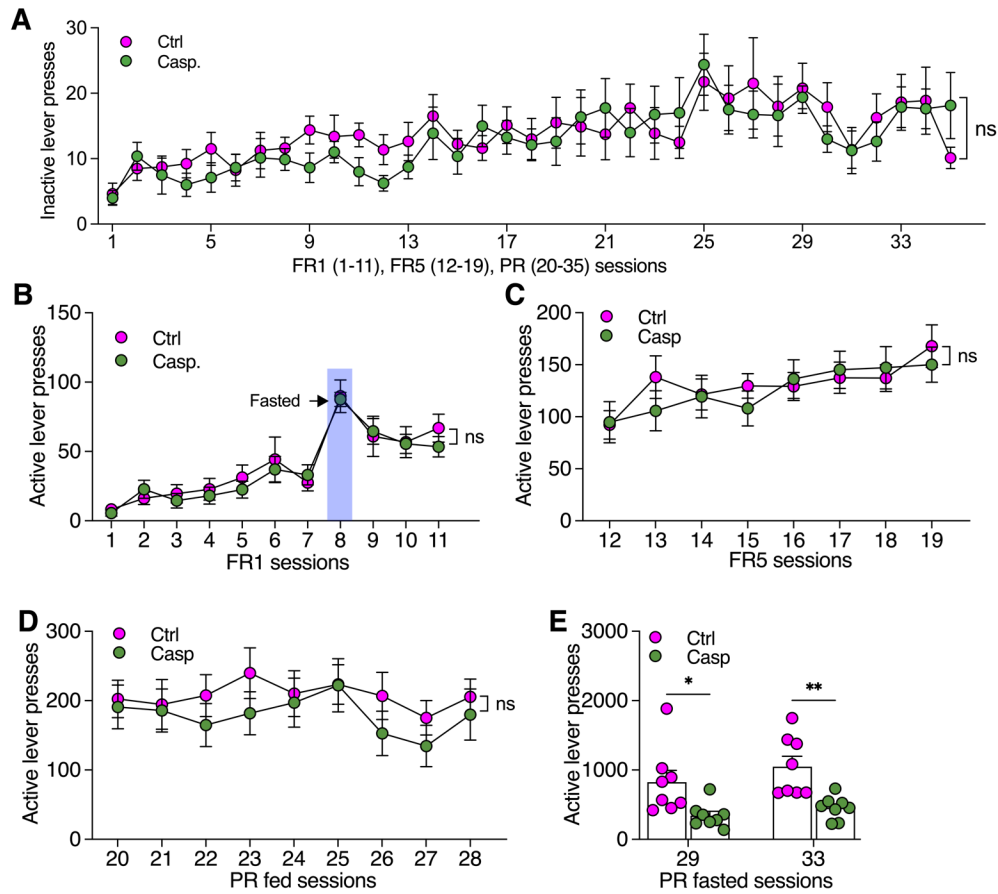 A
Inactive lever presses
30
20
10
0
Ctrl
Casp.
ns
1 5 9 13 17 21 25 29 33
FR1 (1-11), FR5 (12-19), PR (20-35) sessions
B
Active lever presses
150
100
50
0
Ctrl
Casp.
Fasted
ns
1 2 3 4 5 6 7 8 9 10 11
FR1 sessions
C
Active lever presses
200
150
100
50
0
Ctrl
Casp
ns
12 13 14 15 16 17 18 19
FR5 sessions
D
Active lever presses
300
200
100
0
Ctrl
Casp
ns
20 21 22 23 24 25 26 27 28
PR fed sessions
E
Active lever presses
3000
2000
1000
0
Ctrl
Casp
* **
29 33
PR fasted sessions